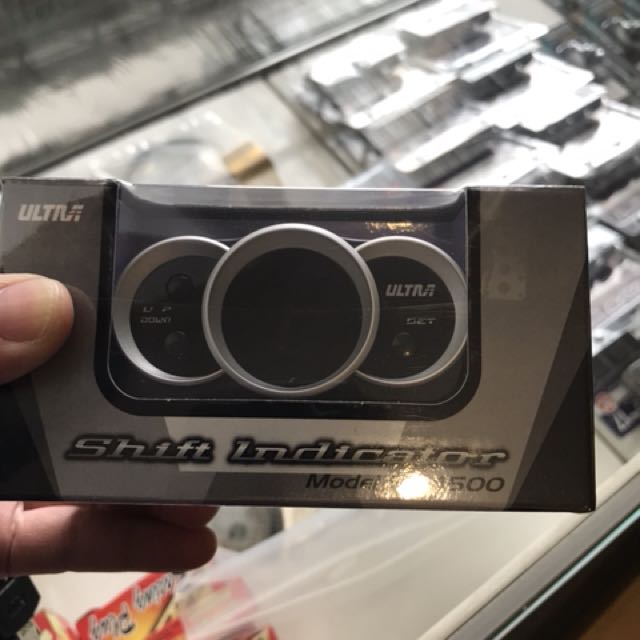 ULTRA
ULTRA
UP
DOWN
SET
Shift Indicator
Model 500